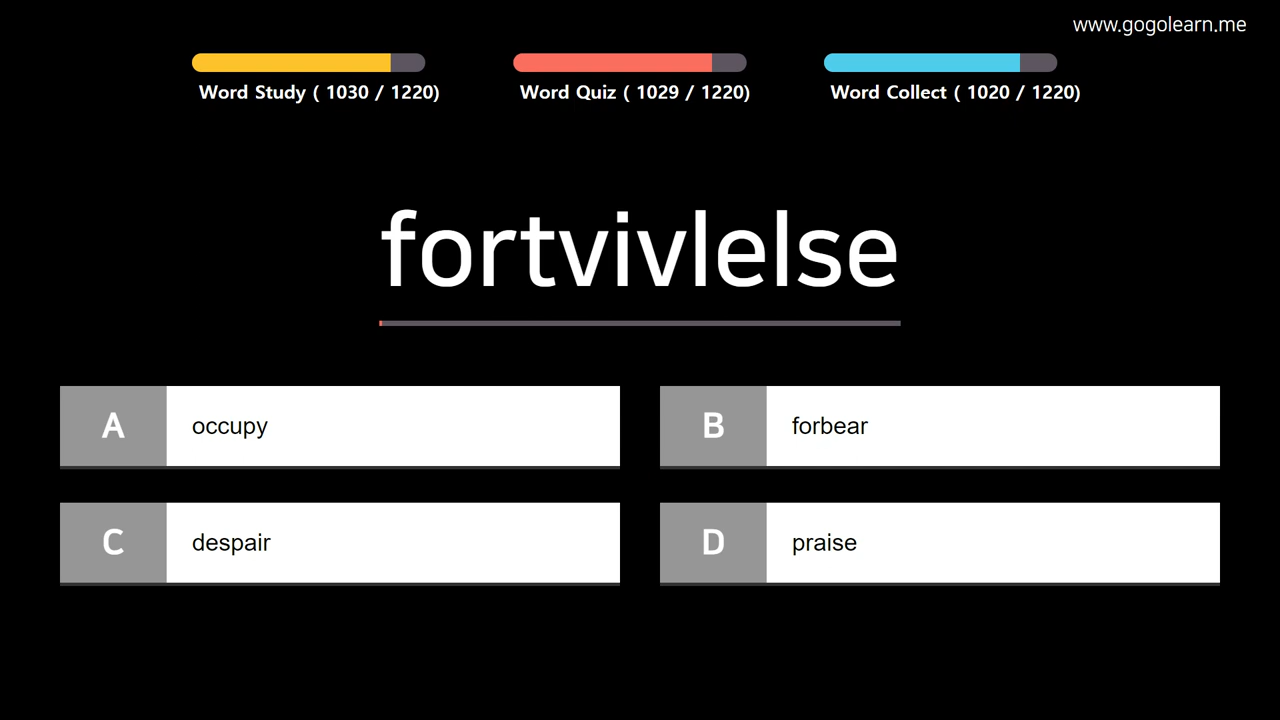 www.gogolearn.me
Word Study ( 1030 / 1220)
Word Quiz ( 1029 / 1220)
Word Collect ( 1020 / 1220)
fortvivlelse
A occupy
B forbear
C despair
D praise